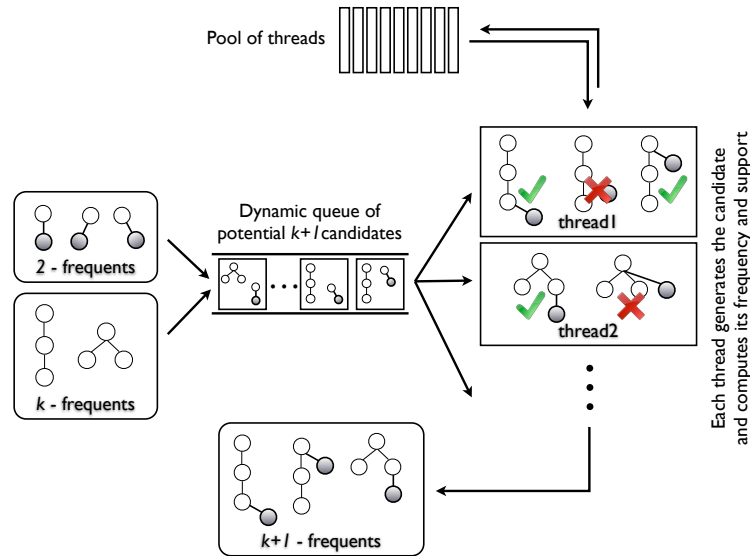 Pool of threads
Dynamic queue of
potential k+1 candidates
2 - frequents
k - frequents
thread1
thread2
Each thread generates the candidate
and computes its frequency and support
k+1 - frequents